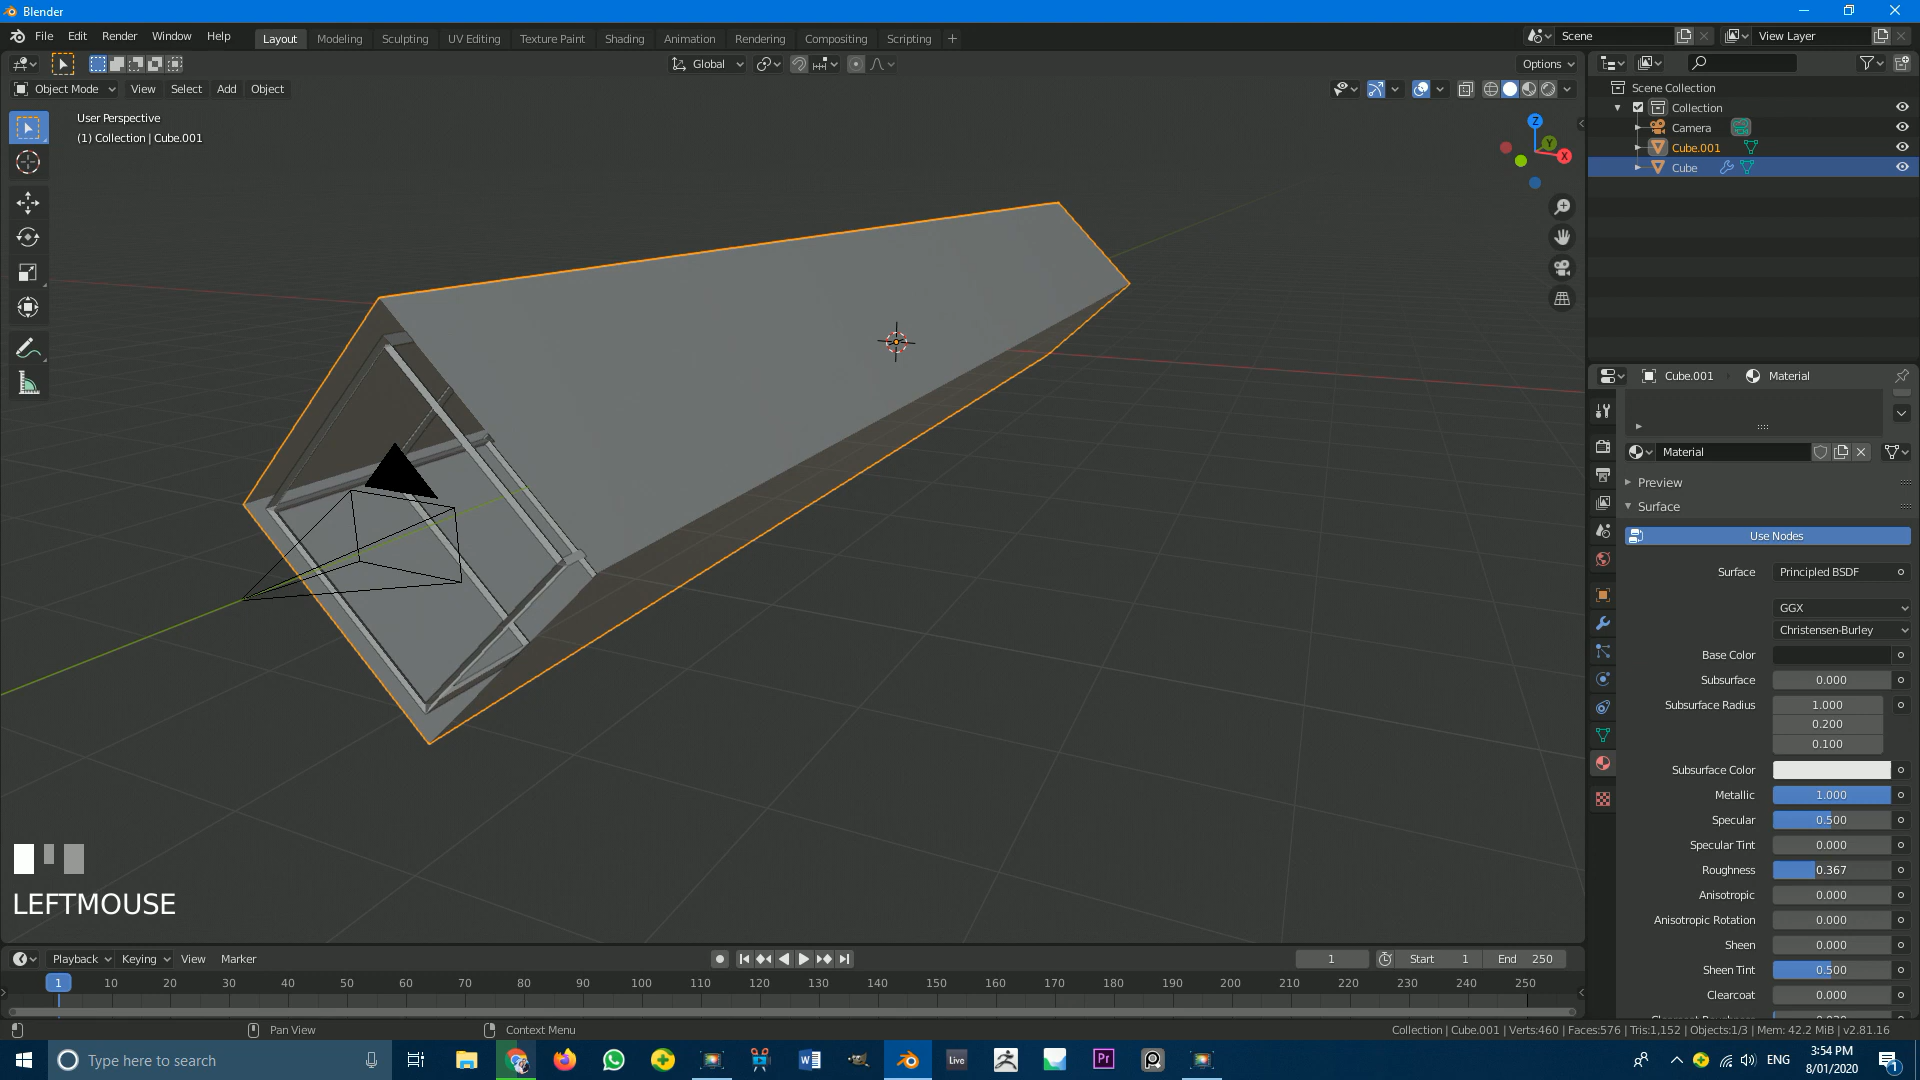 Blender
File Edit Render Window Help
Layout Modeling Sculpting UV Editing Texture Paint Shading Animation Rendering Compositing Scripting +
Scene
View Layer
Global
Options
Object Mode View Select Add Object
User Perspective
(1) Collection | Cube.001
Z
Y
X
Scene Collection
Collection
Camera
Cube.001
Cube
Cube.001 Material
Material
Preview
Surface
Use Nodes
Surface Principled BSDF
GGX
Christensen-Burley
Base Color
Subsurface 0.000
Subsurface Radius 1.000
0.200
0.100
Subsurface Color
Metallic 1.000
Specular 0.500
Specular Tint 0.000
Roughness 0.367
Anisotropic 0.000
Anisotropic Rotation 0.000
Sheen 0.000
Sheen Tint 0.500
Clearcoat 0.000
LEFTMOUSE
Playback Keying View Marker
1 Start 1 End 250
1 10 20 30 40 50 60 70 80 90 100 110 120 130 140 150 160 170 180 190 200 210 220 230 240 250
Pan View Context Menu
Collection | Cube.001 | Verts:460 | Faces:576 | Tris:1,152 | Objects:1/3 | Mem: 42.2 MiB | v2.81.16
Type here to search
W
Live
Pr
ENG
3:54 PM
8/01/2020
1